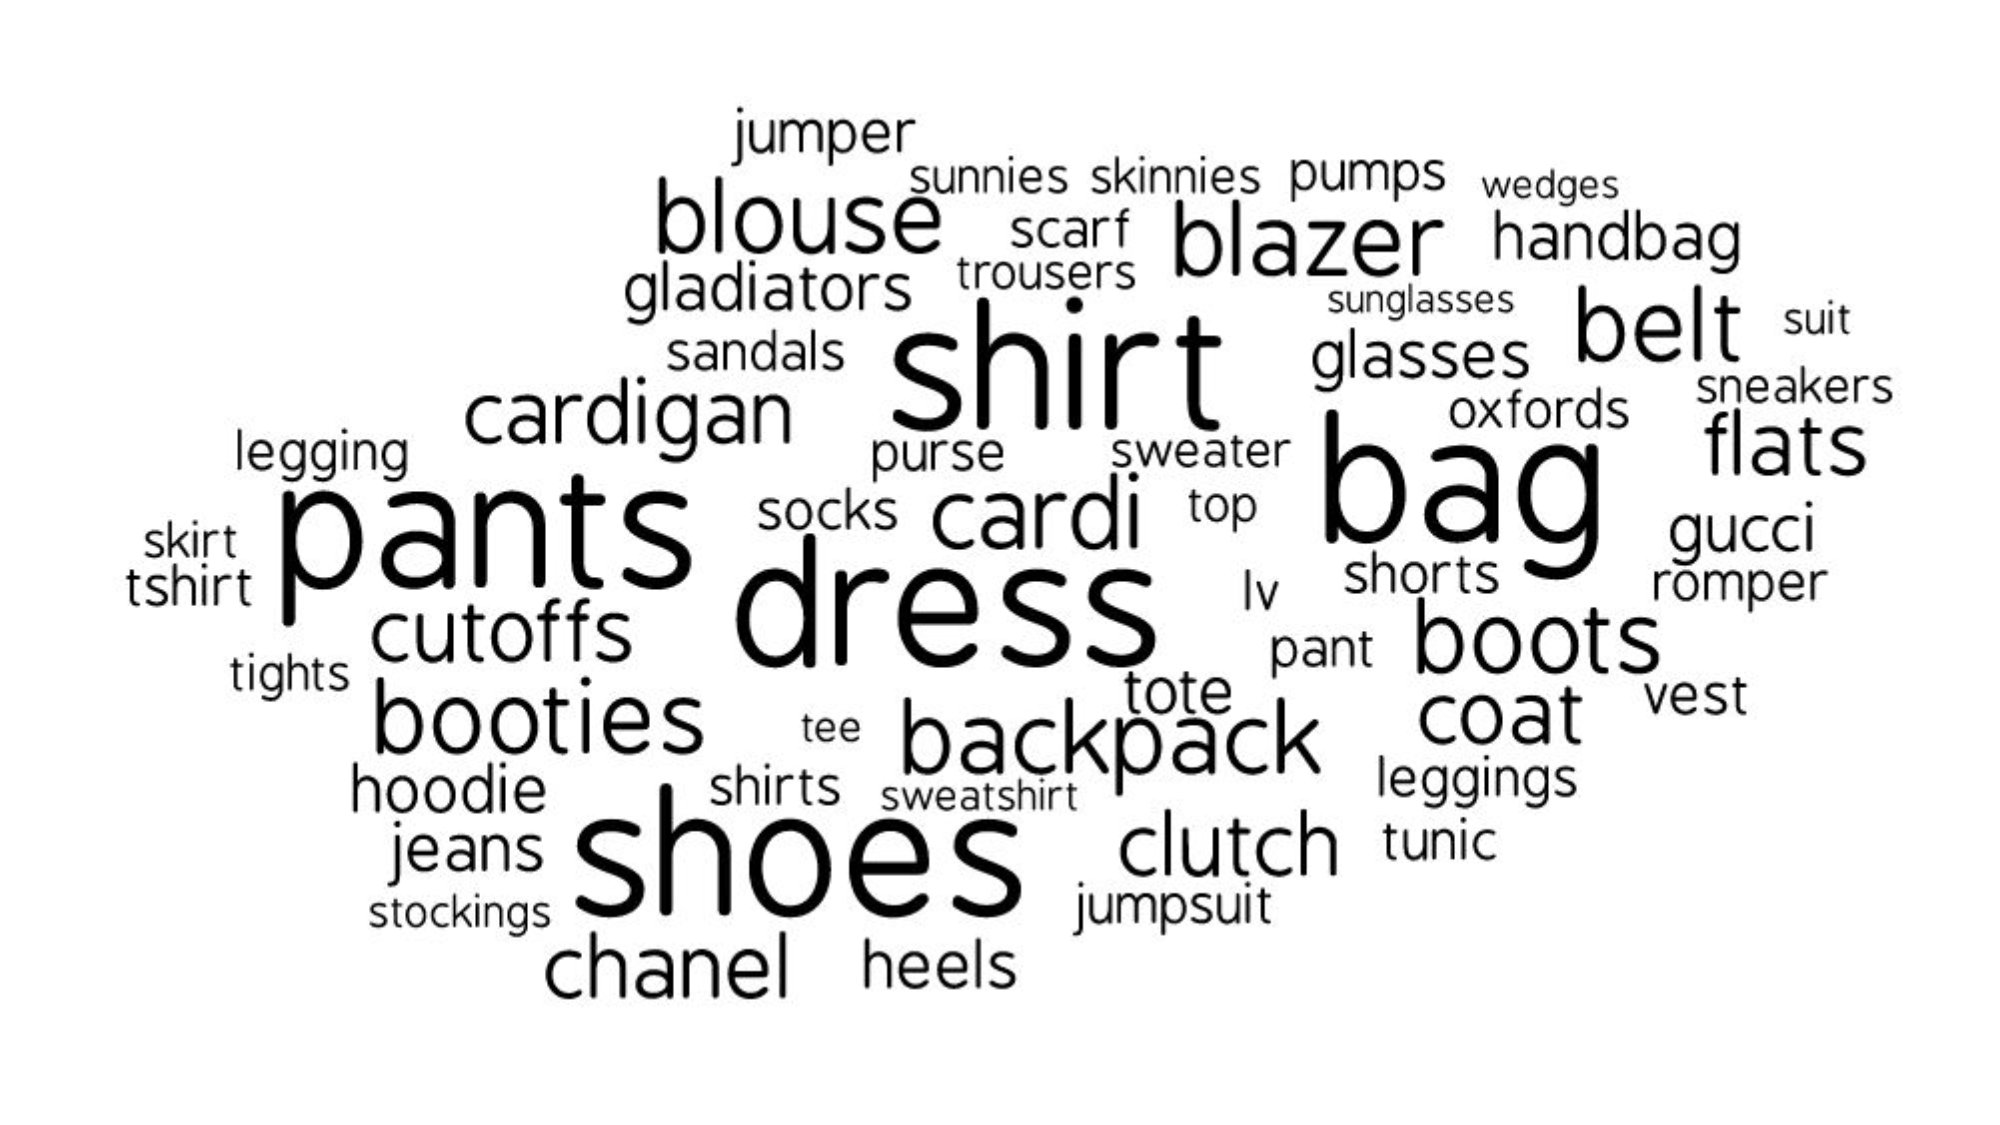 jumper
sunnies skinnies pumps wedges
blouse scarf blazer handbag
gladiators trousers
sunglasses belt suit
sandals shirt glasses
cardigan oxfords sneakers
legging purse sweater bag flats
pants socks cardi top gucci
skirt
tshirt dress lv shorts romper
cutoffs pant boots
tights tote coat vest
booties tee backpack
hoodie shirts sweatshirt leggings
jeans shoes clutch tunic
stockings jumpsuit
chanel heels